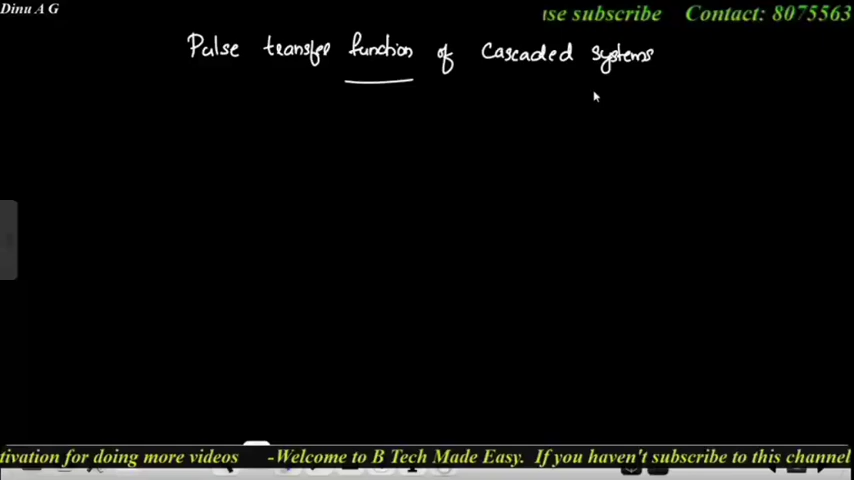 Dinu A G
se subscribe Contact: 8075563
Pulse transfer function of Cascaded systems
tivation for doing more videos -Welcome to B Tech Made Easy. If you haven't subscribe to this channel